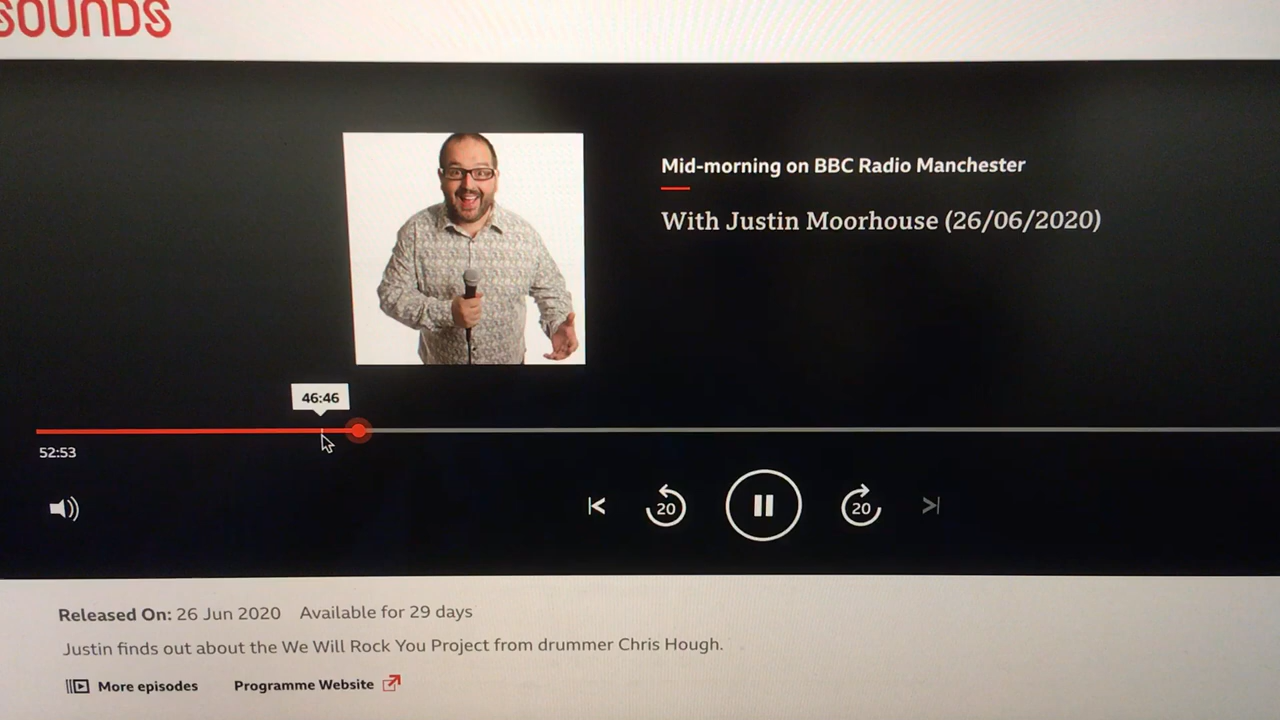 SOUNDS
Mid-morning on BBC Radio Manchester
With Justin Moorhouse (26/06/2020)
46:46
52:53
20
20
Released On: 26 Jun 2020 Available for 29 days
Justin finds out about the We Will Rock You Project from drummer Chris Hough.
More episodes Programme Website